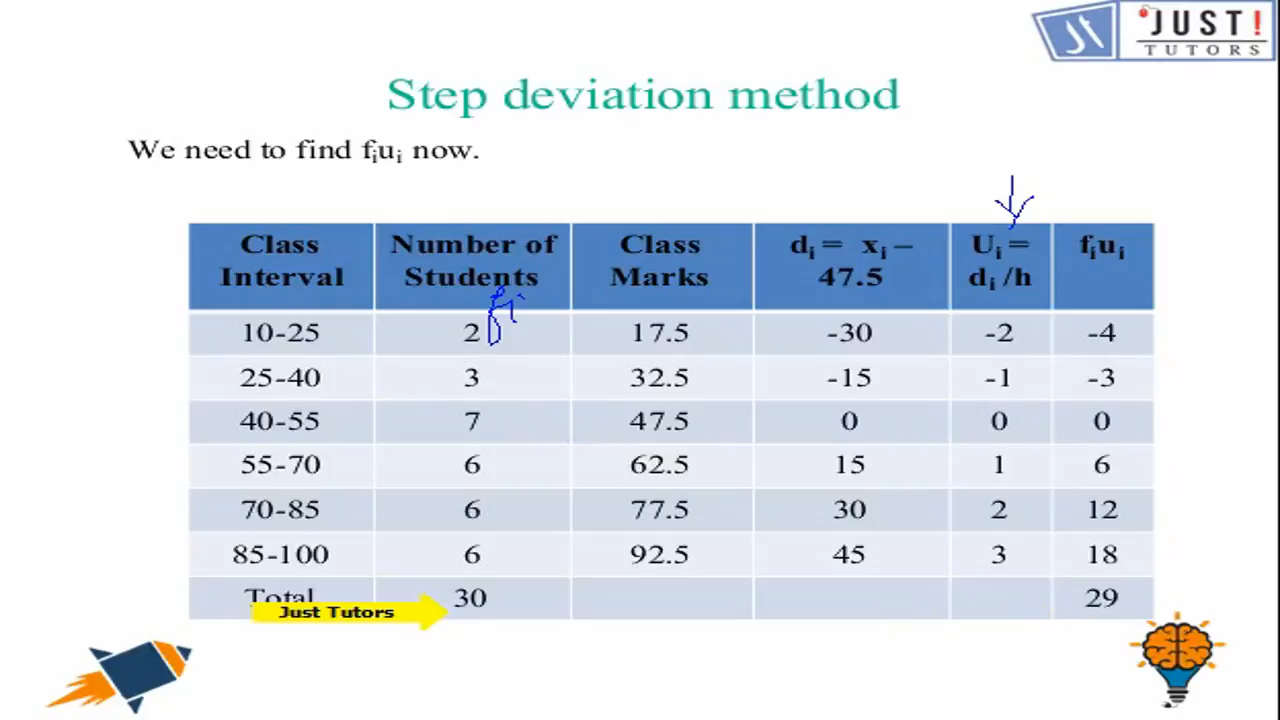 JUST!
TUTORS
Step deviation method
We need to find fᵢuᵢ now.
Class Interval | Number of Students | Class Marks | dᵢ = xᵢ – 47.5 | Uᵢ = dᵢ /h | fᵢuᵢ
fi
10-25 | 2 | 17.5 | -30 | -2 | -4
25-40 | 3 | 32.5 | -15 | -1 | -3
40-55 | 7 | 47.5 | 0 | 0 | 0
55-70 | 6 | 62.5 | 15 | 1 | 6
70-85 | 6 | 77.5 | 30 | 2 | 12
85-100 | 6 | 92.5 | 45 | 3 | 18
Total | 30 | 29
Just Tutors